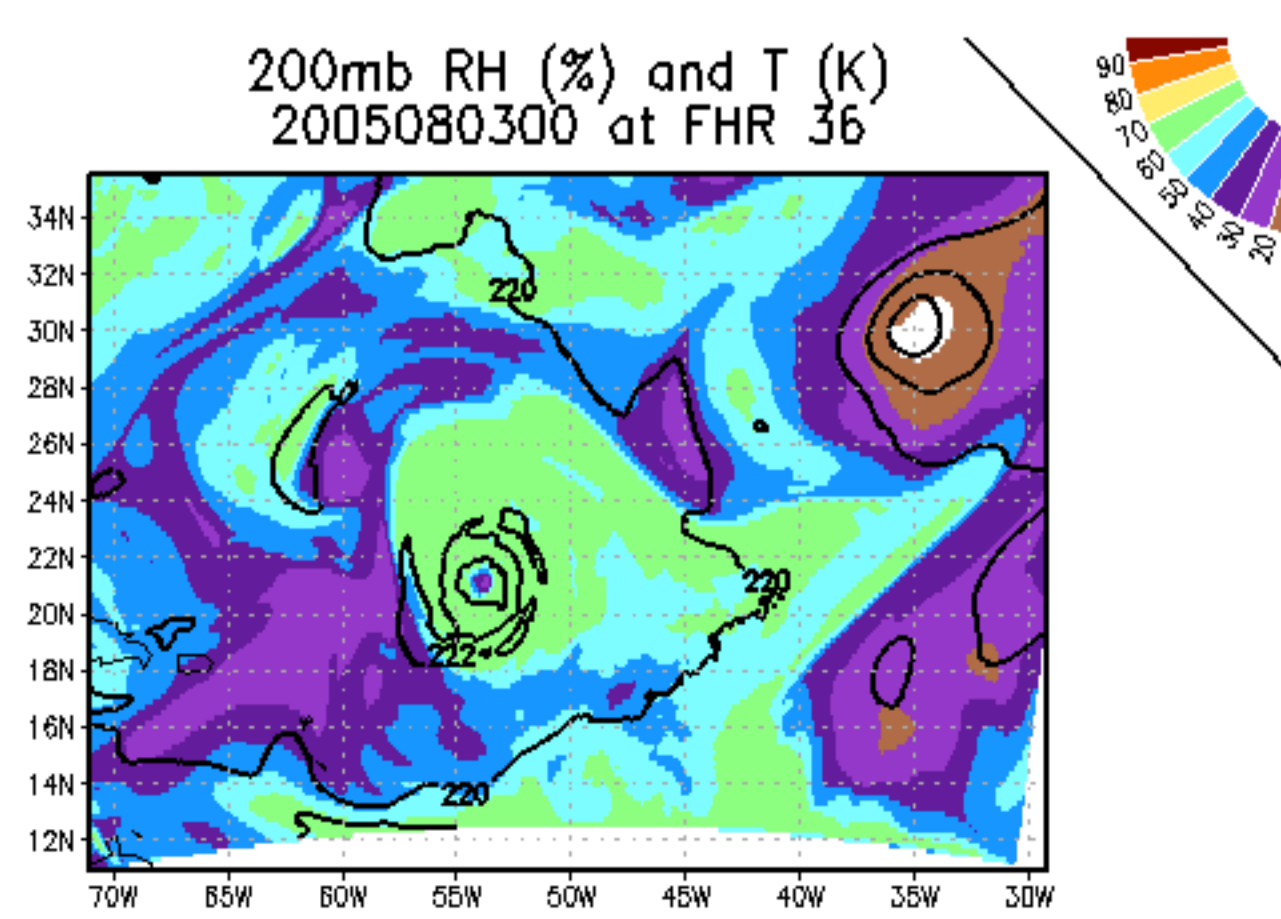 200mb RH (%) and T (K)
2005080300 at FHR 36
90
80
70
60
50
40
30
20
34N
32N
30N
28N
26N
24N
22N
20N
18N
16N
14N
12N
220
220
222
220
70W
65W
60W
55W
50W
45W
40W
35W
30W